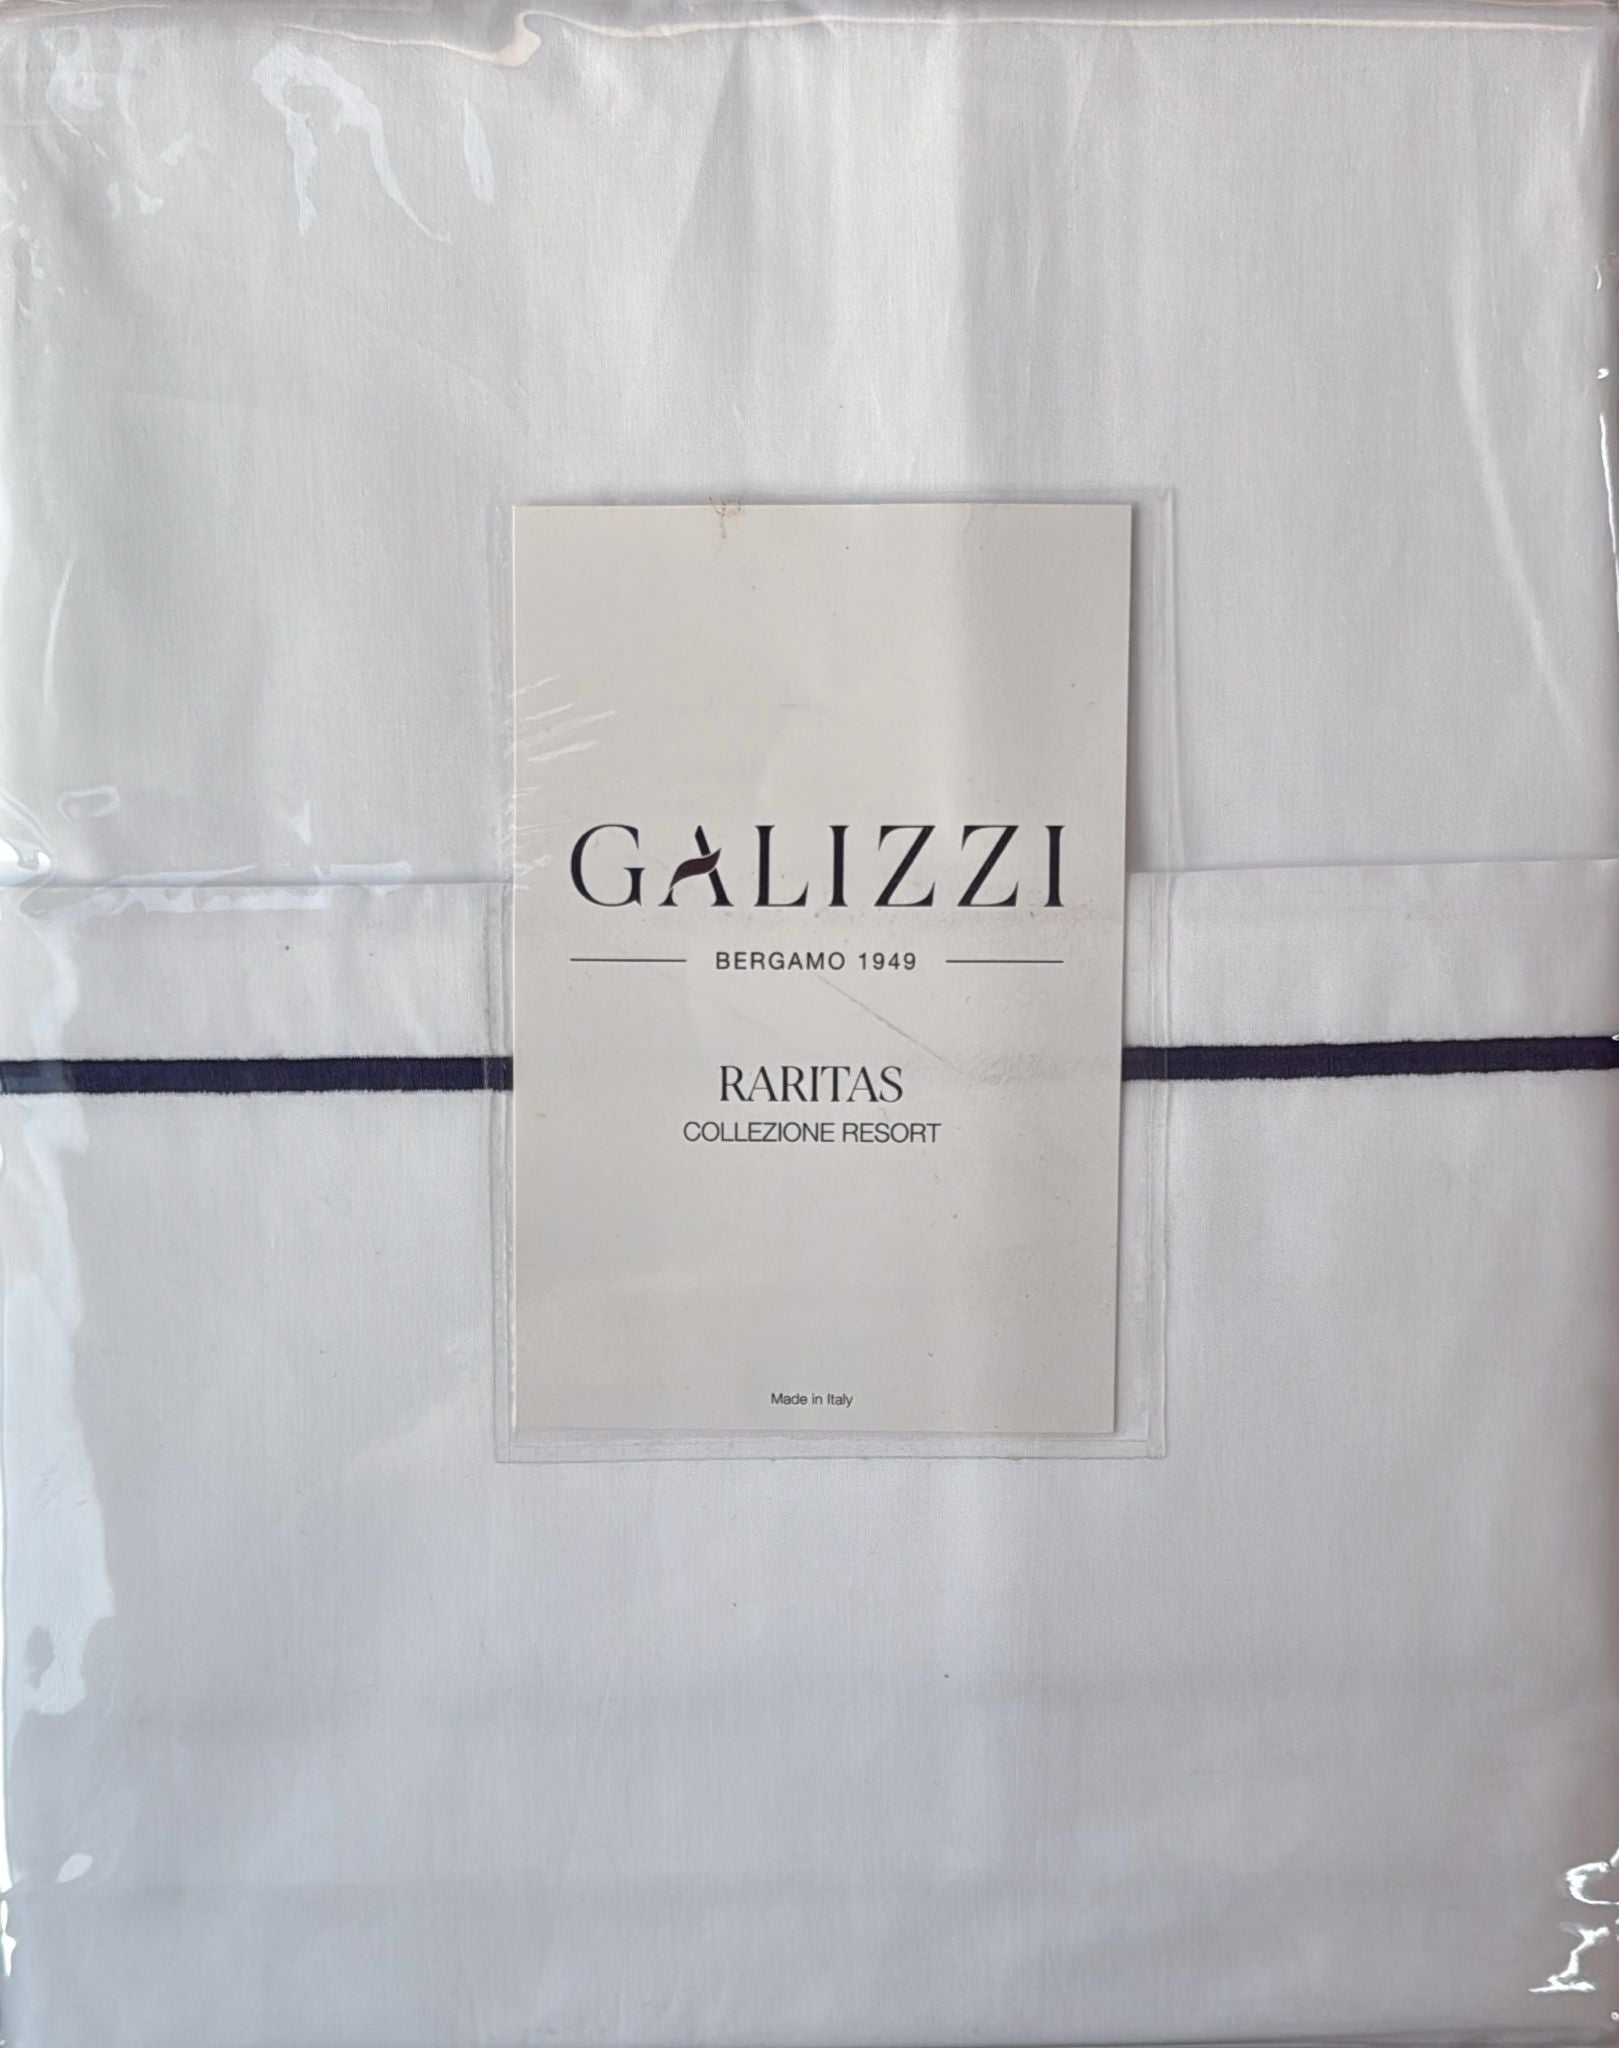 GALIZZI
BERGAMO 1949
RARITAS
COLLEZIONE RESORT
Made in Italy